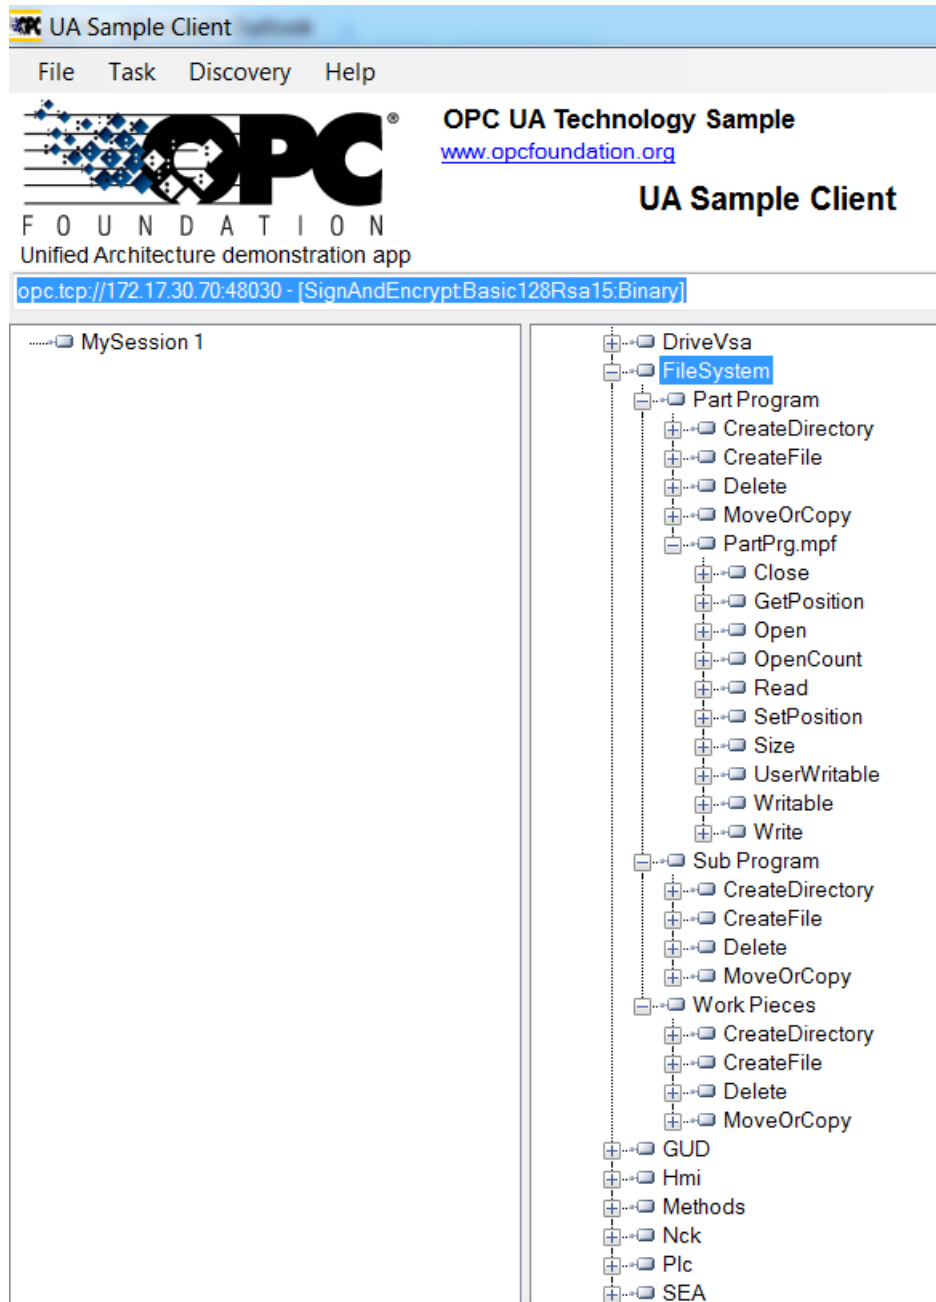 OPC UA Sample Client
File Task Discovery Help
OPC®
FOUNDATION
Unified Architecture demonstration app
OPC UA Technology Sample
www.opcfoundation.org
UA Sample Client
opc.tcp://172.17.30.70:48030 - [SignAndEncrypt:Basic128Rsa15:Binary]
MySession 1
DriveVsa
FileSystem
Part Program
CreateDirectory
CreateFile
Delete
MoveOrCopy
PartPrg.mpf
Close
GetPosition
Open
OpenCount
Read
SetPosition
Size
UserWritable
Writable
Write
Sub Program
CreateDirectory
CreateFile
Delete
MoveOrCopy
Work Pieces
CreateDirectory
CreateFile
Delete
MoveOrCopy
GUD
Hmi
Methods
Nck
Plc
SEA